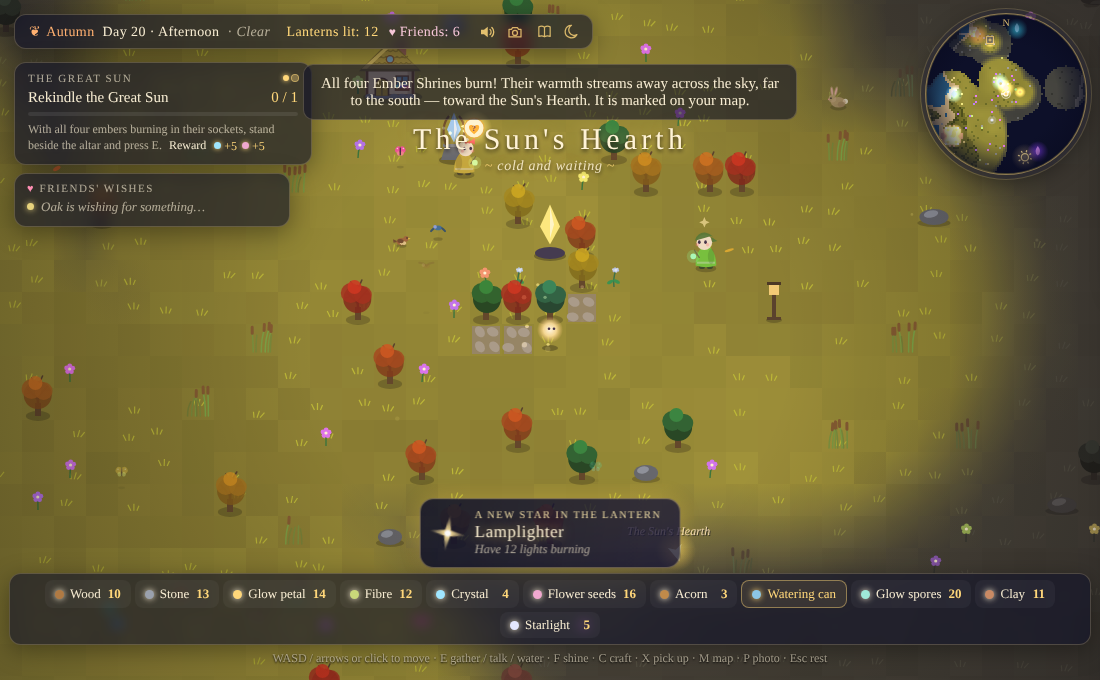 Autumn Day 20 · Afternoon · Clear Lanterns lit: 12 ♥ Friends: 6
N
THE GREAT SUN
Rekindle the Great Sun 0 / 1
With all four embers burning in their sockets, stand
beside the altar and press E. Reward +5 +5
All four Ember Shrines burn! Their warmth streams away across the sky, far
to the south — toward the Sun's Hearth. It is marked on your map.
The Sun's Hearth
~ cold and waiting ~
♥ FRIENDS' WISHES
Oak is wishing for something…
A NEW STAR IN THE LANTERN
Lamplighter
Have 12 lights burning
The Sun's Hearth
Wood 10 Stone 13 Glow petal 14 Fibre 12 Crystal 4 Flower seeds 16 Acorn 3 Watering can Glow spores 20 Clay 11
Starlight 5
WASD / arrows or click to move · E gather / talk / water · F shine · C craft · X pick up · M map · P photo · Esc rest